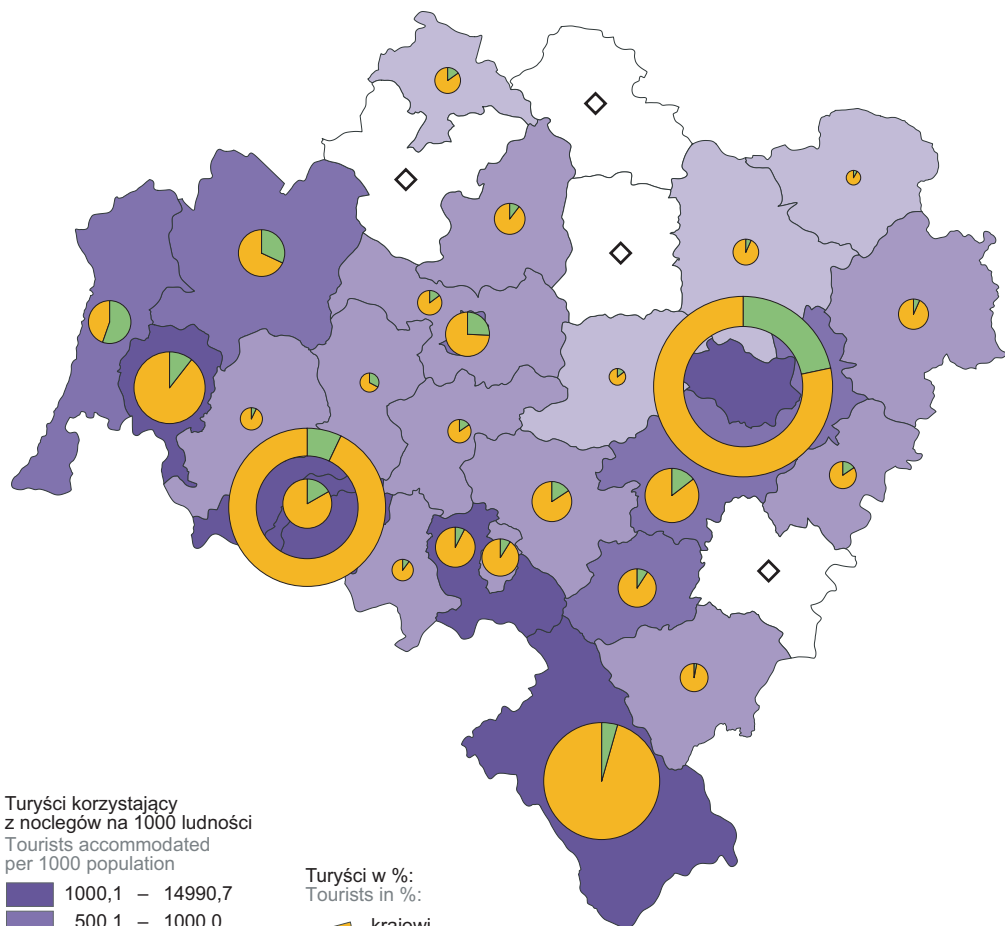 Turyści korzystający
z noclegów na 1000 ludności
Tourists accommodated
per 1000 population
1000,1 – 14990,7
500,1 – 1000,0
Turyści w %:
Tourists in %:
krajowi